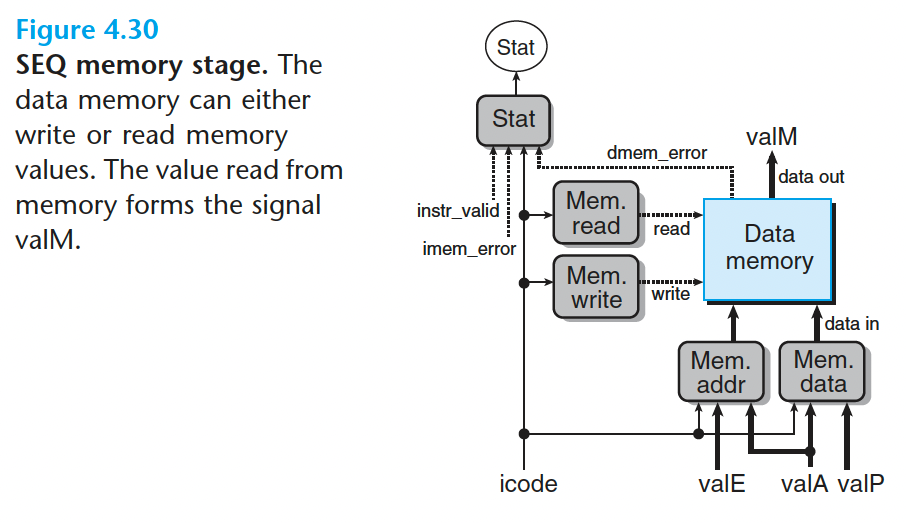 Figure 4.30
SEQ memory stage. The
data memory can either
write or read memory
values. The value read from
memory forms the signal
valM.
Stat
Stat
valM
dmem_error
data out
instr_valid
Mem.
read
read
Data
memory
imem_error
Mem.
write
write
data in
Mem.
addr
Mem.
data
icode
valE
valA
valP